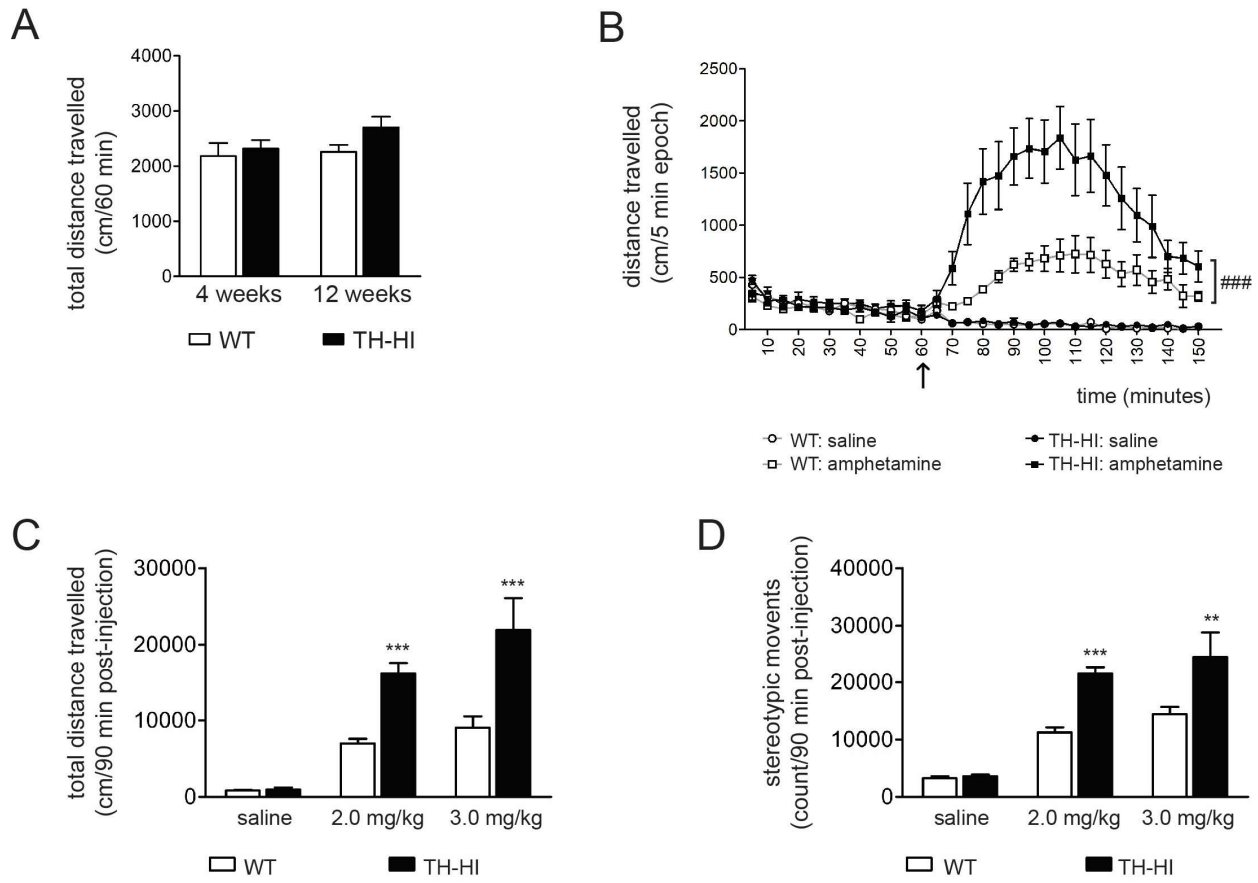 A
total distance travelled
(cm/60 min)
4000
3000
2000
1000
0
4 weeks 12 weeks
WT TH-HI
B
distance travelled
(cm/5 min epoch)
2500
2000
1500
1000
500
0
###
10 20 30 40 50 60 70 80 90 100 110 120 130 140 150
time (minutes)
WT: saline TH-HI: saline
WT: amphetamine TH-HI: amphetamine
C
total distance travelled
(cm/90 min post-injection)
30000
20000
10000
0
*** ***
saline 2.0 mg/kg 3.0 mg/kg
WT TH-HI
D
stereotypic movents
(count/90 min post-injection)
40000
30000
20000
10000
0
*** **
saline 2.0 mg/kg 3.0 mg/kg
WT TH-HI